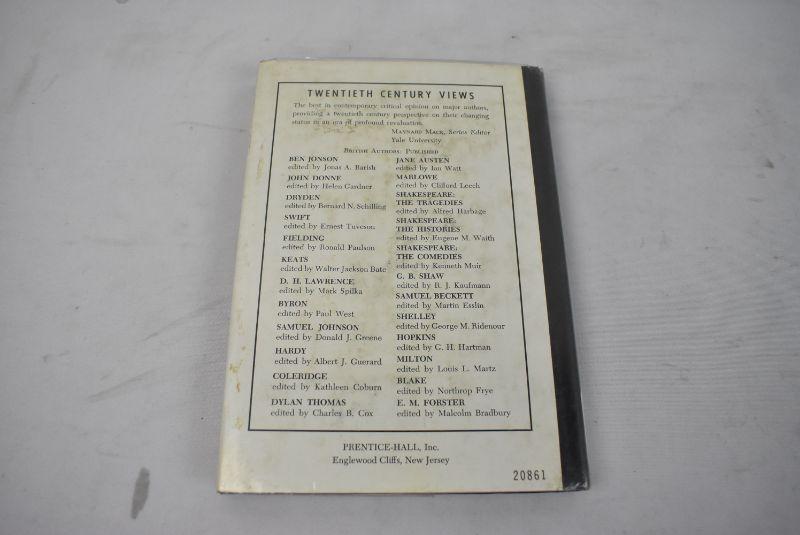 TWENTIETH CENTURY VIEWS
The best in contemporary critical opinion on major authors,
providing a twentieth century perspective on their changing
status in an era of profound revaluation.
MAYNARD MACK, Series Editor
Yale University
BRITISH AUTHORS: PUBLISHED
BEN JONSON
edited by Jonas A. Barish
JOHN DONNE
edited by Helen Gardner
DRYDEN
edited by Bernard N. Schilling
SWIFT
edited by Ernest Tuveson
FIELDING
edited by Ronald Paulson
KEATS
edited by Walter Jackson Bate
D. H. LAWRENCE
edited by Mark Spilka
BYRON
edited by Paul West
SAMUEL JOHNSON
edited by Donald J. Greene
HARDY
edited by Albert J. Guerard
COLERIDGE
edited by Kathleen Coburn
DYLAN THOMAS
edited by Charles B. Cox
JANE AUSTEN
edited by Ian Watt
MARLOWE
edited by Clifford Leech
SHAKESPEARE:
THE TRAGEDIES
edited by Alfred Harbage
SHAKESPEARE:
THE HISTORIES
edited by Eugene M. Waith
SHAKESPEARE:
THE COMEDIES
edited by Kenneth Muir
G. B. SHAW
edited by R. J. Kaufmann
SAMUEL BECKETT
edited by Martin Esslin
SHELLEY
edited by George M. Ridenour
HOPKINS
edited by G. H. Hartman
MILTON
edited by Louis L. Martz
BLAKE
edited by Northrop Frye
E. M. FORSTER
edited by Malcolm Bradbury
PRENTICE-HALL, Inc.
Englewood Cliffs, New Jersey
20861